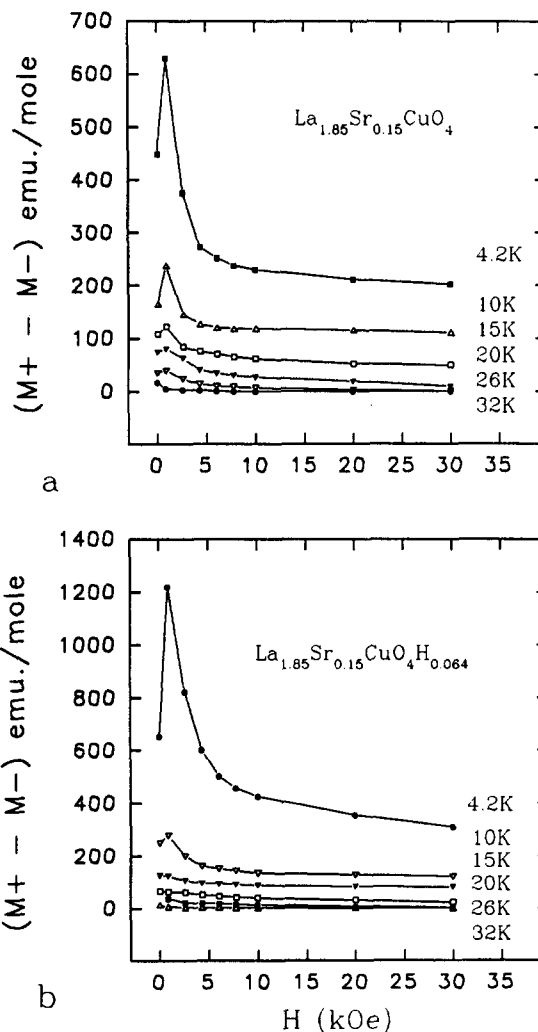 700
600
500
400
300
200
100
0
(M+ − M−) emu./mole
La1.85Sr0.15CuO4
4.2K
10K
15K
20K
26K
32K
0 5 10 15 20 25 30 35
a
1400
1200
1000
800
600
400
200
0
(M+ − M−) emu./mole
La1.85Sr0.15CuO4H0.064
4.2K
10K
15K
20K
26K
32K
0 5 10 15 20 25 30 35
b
H (kOe)